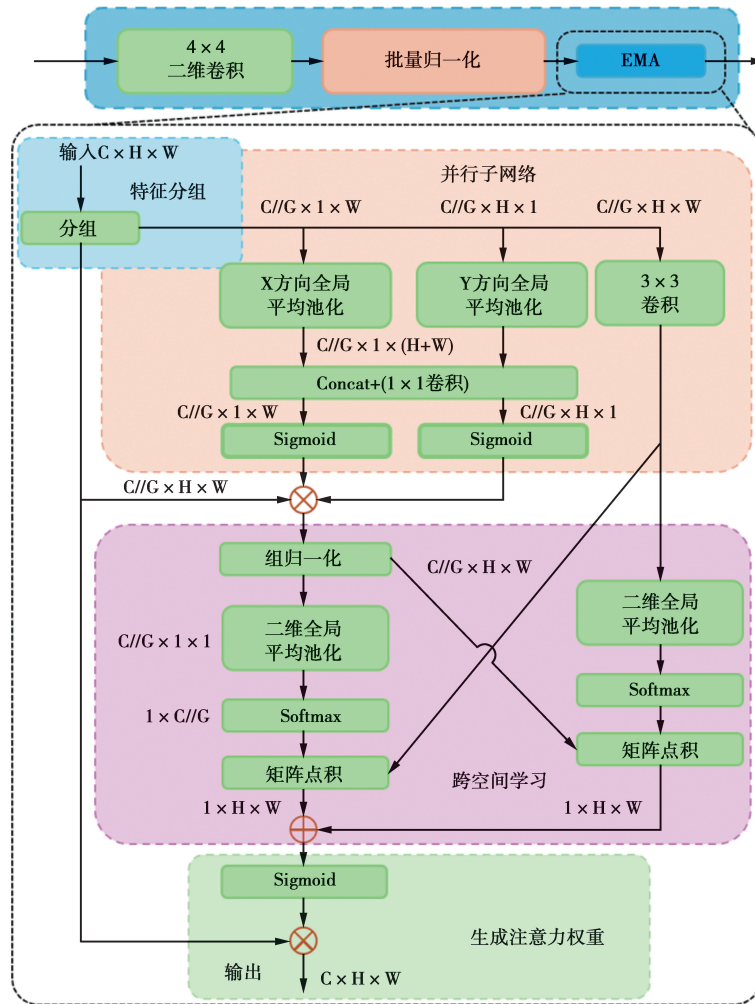 4×4
二维卷积
批量归一化
EMA
输入C×H×W
特征分组
分组
并行子网络
C//G×1×W
C//G×H×1
C//G×H×W
X方向全局
平均池化
Y方向全局
平均池化
3×3
卷积
C//G×1×(H+W)
Concat+(1×1卷积)
C//G×1×W
C//G×H×1
Sigmoid
Sigmoid
C//G×H×W
组归一化
C//G×H×W
二维全局
平均池化
C//G×1×1
二维全局
平均池化
Softmax
1×C//G
Softmax
矩阵点积
矩阵点积
跨空间学习
1×H×W
1×H×W
Sigmoid
生成注意力权重
输出
C×H×W